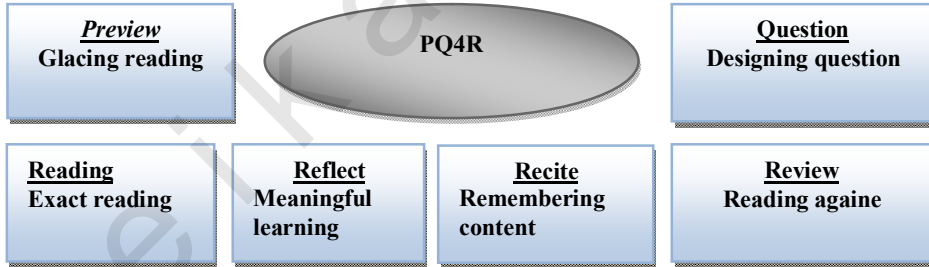 Preview
Glacing reading
PQ4R
Question
Designing question
Reading
Exact reading
Reflect
Meaningful
learning
Recite
Remembering
content
Review
Reading againe
e i k a